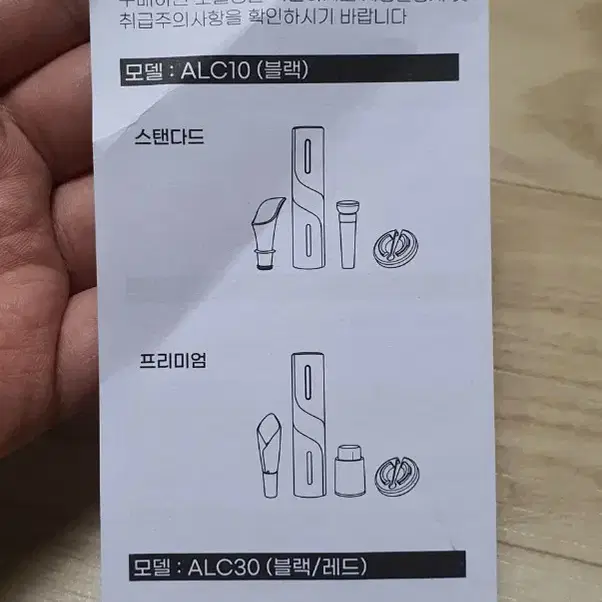 취급주의사항을 확인하시기 바랍니다
모델 : ALC10 (블랙)
스탠다드
프리미엄
모델 : ALC30 (블랙/레드)